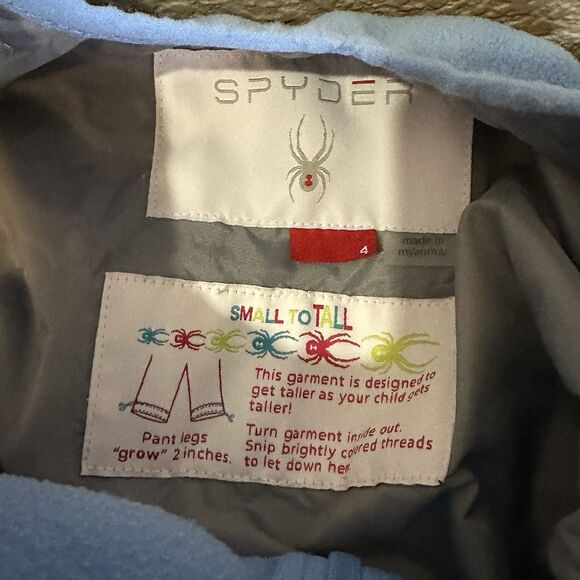 SPYDER
4
made in
myanmar
SMALL TO TALL
This garment is designed to
get taller as your child gets
taller!
Turn garment inside out.
Snip brightly coloured threads
to let down hem
Pant legs
"grow" 2 inches.